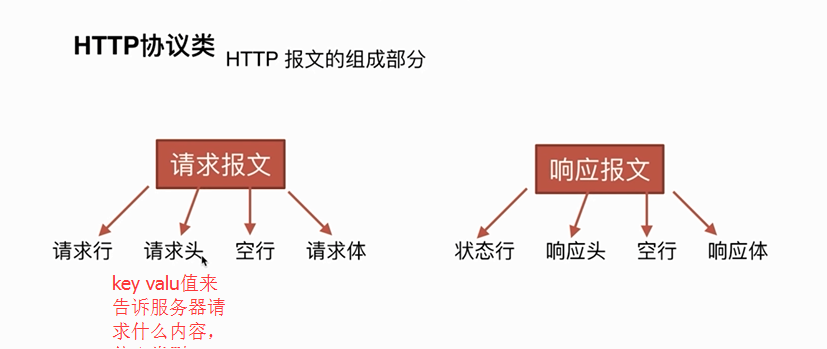 HTTP协议类
HTTP 报文的组成部分
请求报文
响应报文
请求行 请求头 空行 请求体
状态行 响应头 空行 响应体
key valu值来
告诉服务器请
求什么内容，